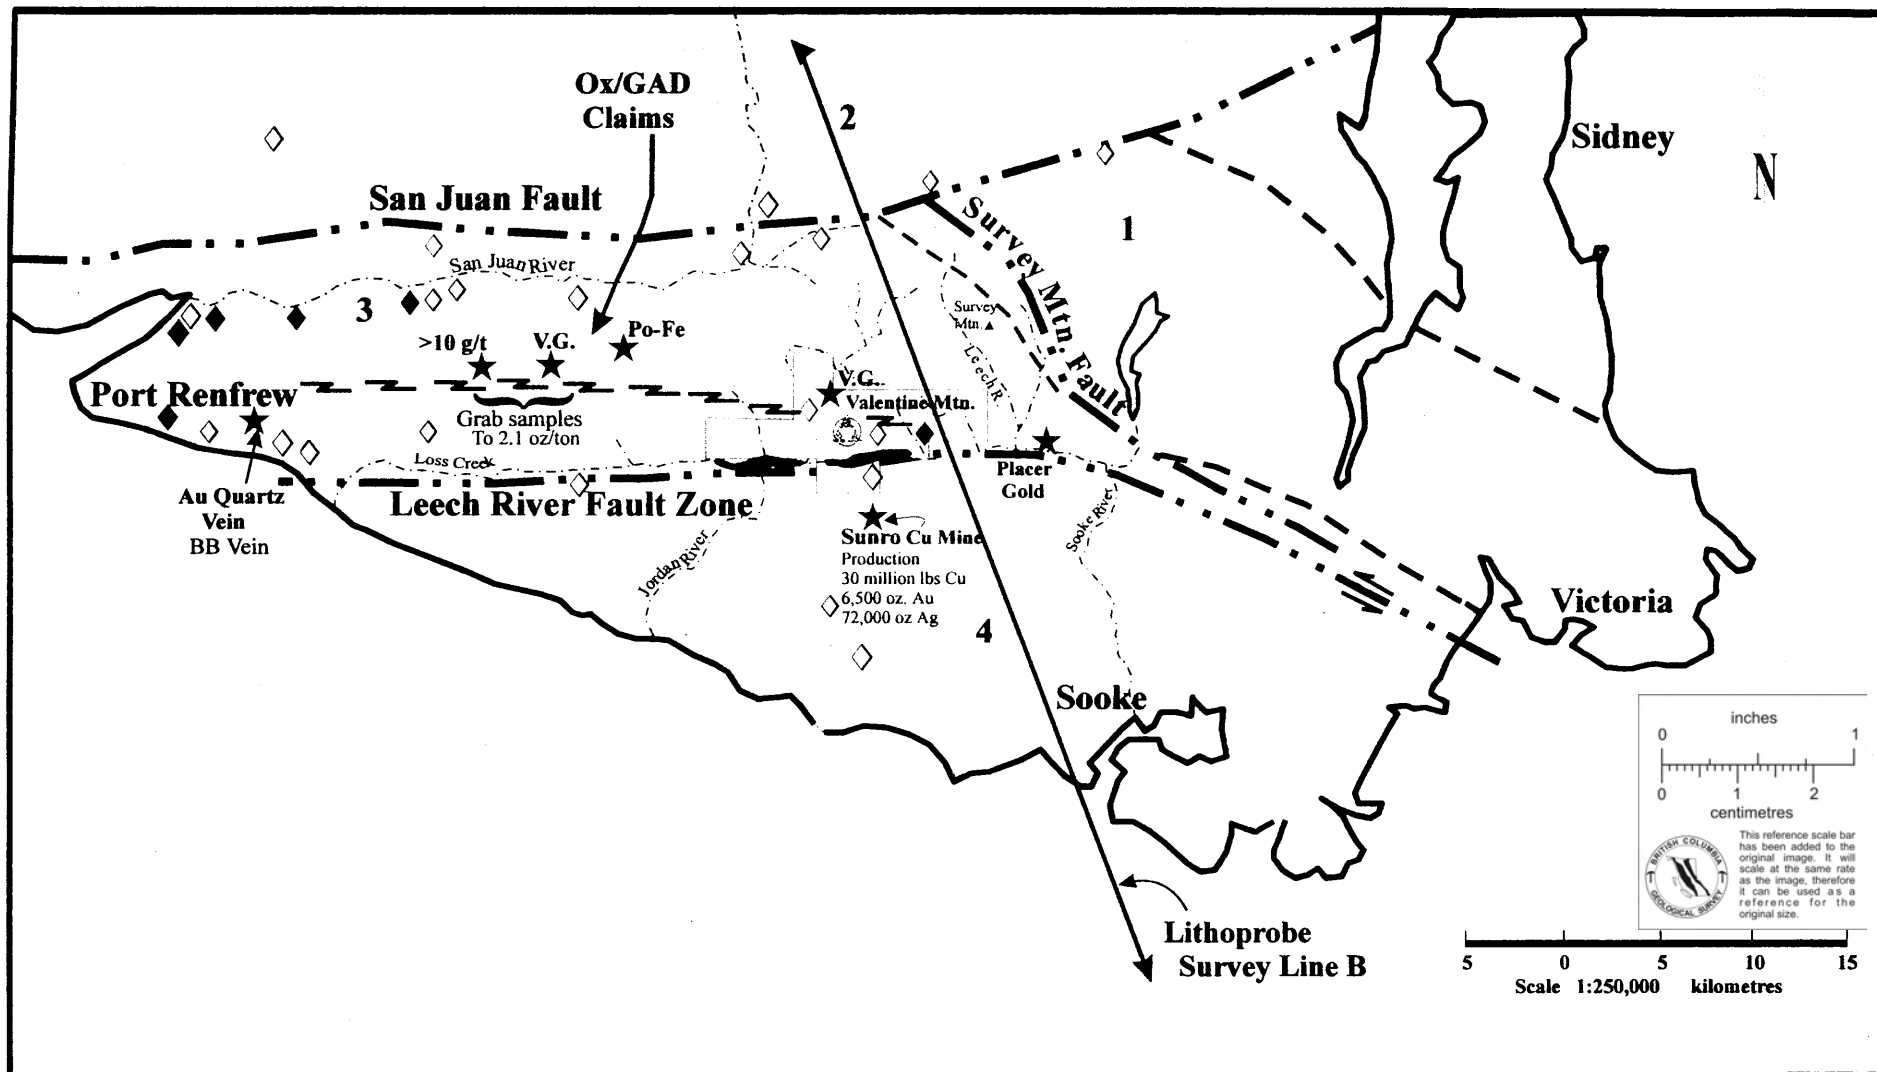 Ox/GAD
Claims
2
Sidney
N
San Juan Fault
Survey Mtn. Fault
1
San Juan River
3
Survey
Mtn.
Po-Fe
>10 g/t
V.G.
Leech R
V.G.
Port Renfrew
Valentine Mtn.
Grab samples
To 2.1 oz/ton
Loss Creek
Placer
Gold
Au Quartz
Vein
BB Vein
Leech River Fault Zone
Sooke River
Jordan River
Sunro Cu Mine
Production
30 million lbs Cu
6,500 oz. Au
72,000 oz Ag
4
Victoria
Sooke
inches
0 1
0 1 2
centimetres
This reference scale bar
has been added to the
original image. It will
scale at the same rate
as the image, therefore
it can be used as a
reference for the
original size.
BRITISH COLUMBIA
GEOLOGICAL SURVEY
Lithoprobe
Survey Line B
5 0 5 10 15
Scale 1:250,000 kilometres